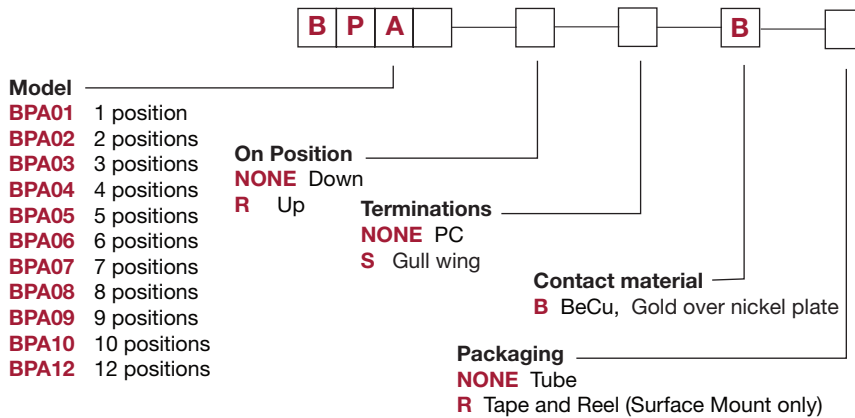 B P A B
Model
BPA01 1 position
BPA02 2 positions
BPA03 3 positions
BPA04 4 positions
BPA05 5 positions
BPA06 6 positions
BPA07 7 positions
BPA08 8 positions
BPA09 9 positions
BPA10 10 positions
BPA12 12 positions
On Position
NONE Down
R Up
Terminations
NONE PC
S Gull wing
Contact material
B BeCu, Gold over nickel plate
Packaging
NONE Tube
R Tape and Reel (Surface Mount only)